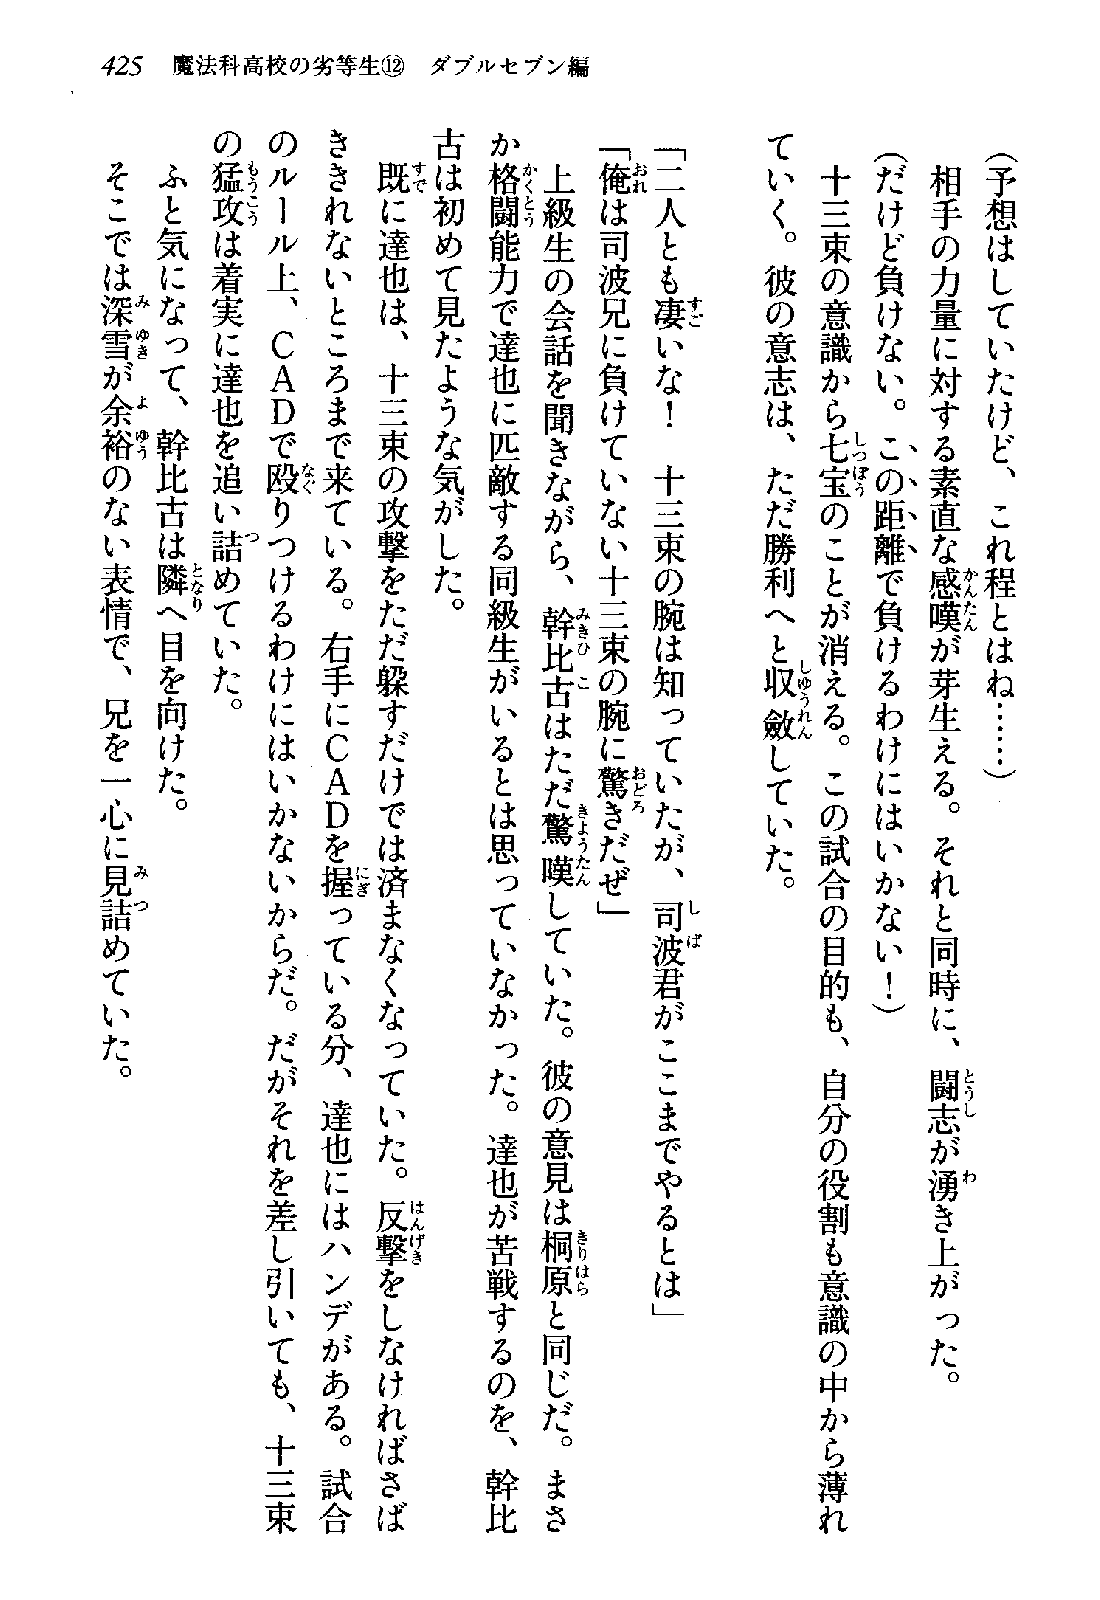 425 魔法科高校の劣等生⑫ ダブルセブン編
(予想はしていたけど、これ程とはね……)
相手の力量に対する素直な感嘆が芽生える。それと同時に、闘志が湧き上がった。
(だけど負けない。この距離で負けるわけにはいかない!)
十三束の意識から七宝のことが消える。この試合の目的も、自分の役割も意識の中から薄れ
ていく。彼の意志は、ただ勝利へと収斂していた。
「二人とも凄いな! 十三束の腕は知っていたが、司波君がここまでやるとは」
「俺は司波兄に負けていない十三束の腕に驚きだぜ」
上級生の会話を聞きながら、幹比古はただ驚嘆していた。彼の意見は桐原と同じだ。まさ
か格闘能力で達也に匹敵する同級生がいるとは思っていなかった。達也が苦戦するのを、幹比
古は初めて見たような気がした。
既に達也は、十三束の攻撃をただ躱すだけでは済まなくなっていた。反撃をしなければさば
ききれないところまで来ている。右手にCADを握っている分、達也にはハンデがある。試合
のルール上、CADで殴りつけるわけにはいかないからだ。だがそれを差し引いても、十三束
の猛攻は着実に達也を追い詰めていた。
ふと気になって、幹比古は隣へ目を向けた。
そこでは深雪が余裕のない表情で、兄を一心に見詰めていた。